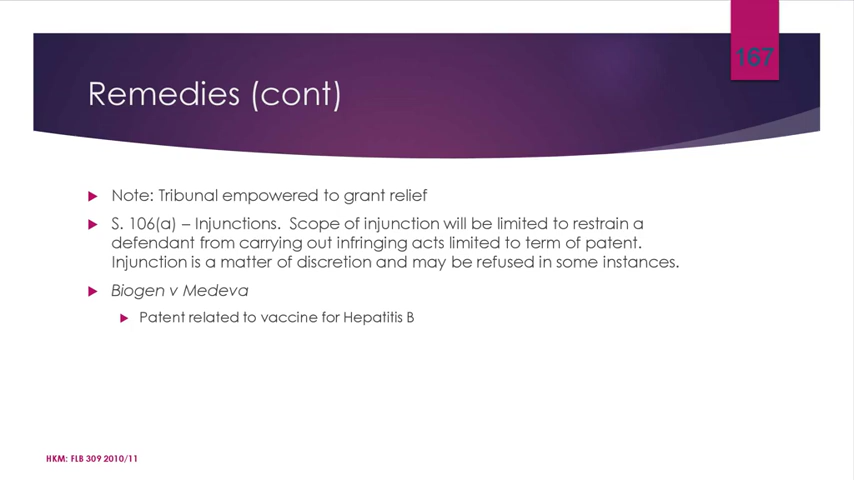 167
Remedies (cont)
Note: Tribunal empowered to grant relief
S. 106(a) – Injunctions. Scope of injunction will be limited to restrain a
defendant from carrying out infringing acts limited to term of patent.
Injunction is a matter of discretion and may be refused in some instances.
Biogen v Medeva
Patent related to vaccine for Hepatitis B
HKM: FLB 309 2010/11